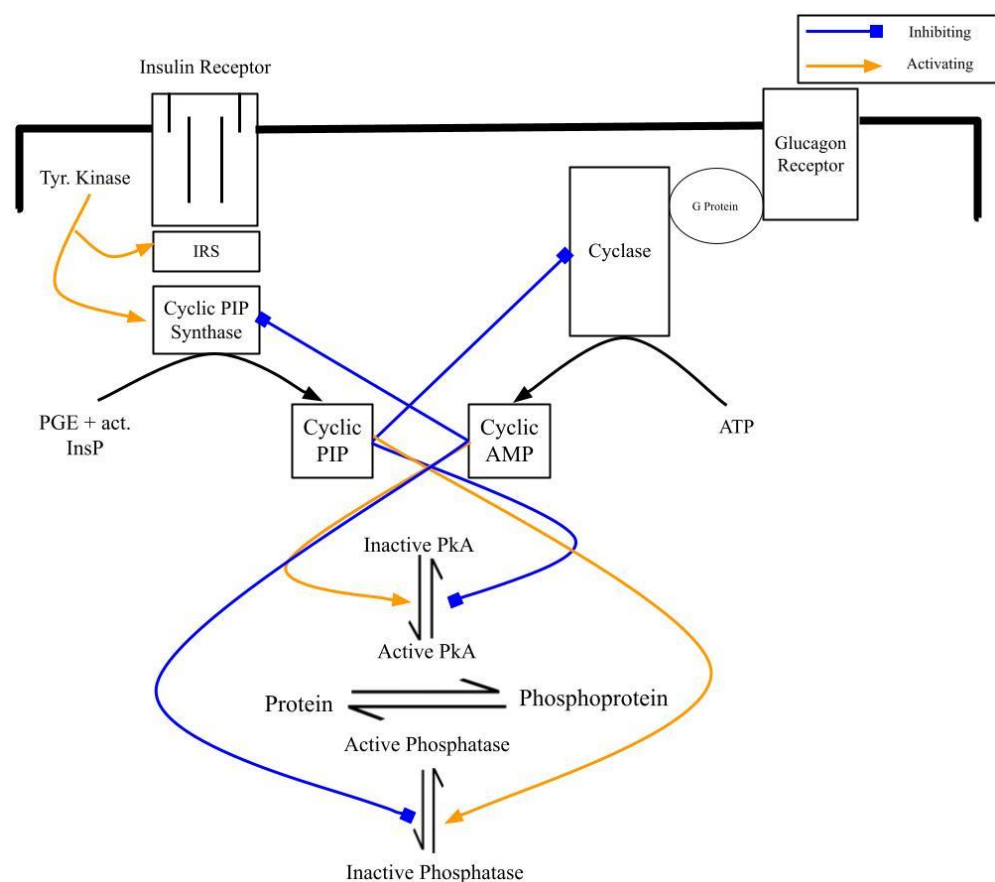 Inhibiting
Activating
Insulin Receptor
Glucagon
Receptor
Tyr. Kinase
G Protein
IRS
Cyclase
Cyclic PIP
Synthase
PGE + act.
InsP
Cyclic
PIP
Cyclic
AMP
ATP
Inactive PkA
Active PkA
Protein
Phosphoprotein
Active Phosphatase
Inactive Phosphatase